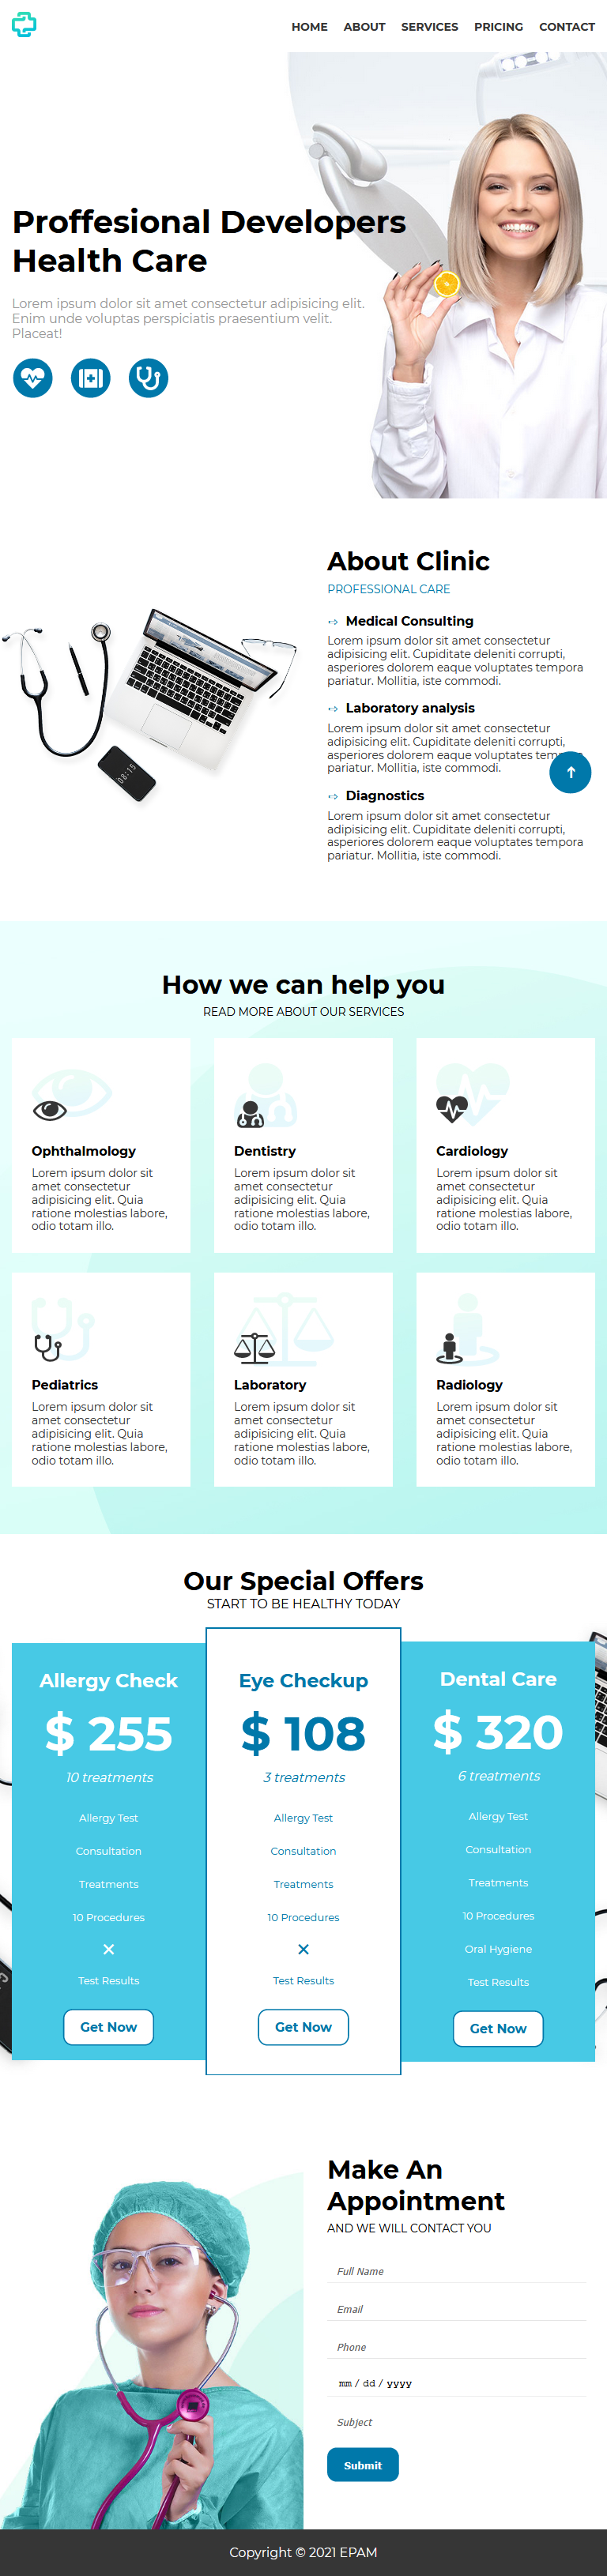 HOME ABOUT SERVICES PRICING CONTACT
Proffesional Developers
Health Care
Lorem ipsum dolor sit amet consectetur adipisicing elit.
Enim unde voluptas perspiciatis praesentium velit.
Placeat!
About Clinic
PROFESSIONAL CARE
Medical Consulting
Lorem ipsum dolor sit amet consectetur
adipisicing elit. Cupiditate deleniti corrupti,
asperiores dolorem eaque voluptates tempora
pariatur. Mollitia, iste commodi.
Laboratory analysis
Lorem ipsum dolor sit amet consectetur
adipisicing elit. Cupiditate deleniti corrupti,
asperiores dolorem eaque voluptates tempora
pariatur. Mollitia, iste commodi.
Diagnostics
Lorem ipsum dolor sit amet consectetur
adipisicing elit. Cupiditate deleniti corrupti,
asperiores dolorem eaque voluptates tempora
pariatur. Mollitia, iste commodi.
08:15
How we can help you
READ MORE ABOUT OUR SERVICES
Ophthalmology
Lorem ipsum dolor sit
amet consectetur
adipisicing elit. Quia
ratione molestias labore,
odio totam illo.
Dentistry
Lorem ipsum dolor sit
amet consectetur
adipisicing elit. Quia
ratione molestias labore,
odio totam illo.
Cardiology
Lorem ipsum dolor sit
amet consectetur
adipisicing elit. Quia
ratione molestias labore,
odio totam illo.
Pediatrics
Lorem ipsum dolor sit
amet consectetur
adipisicing elit. Quia
ratione molestias labore,
odio totam illo.
Laboratory
Lorem ipsum dolor sit
amet consectetur
adipisicing elit. Quia
ratione molestias labore,
odio totam illo.
Radiology
Lorem ipsum dolor sit
amet consectetur
adipisicing elit. Quia
ratione molestias labore,
odio totam illo.
Our Special Offers
START TO BE HEALTHY TODAY
Allergy Check
$ 255
10 treatments
Allergy Test
Consultation
Treatments
10 Procedures
✕
Test Results
Get Now
Eye Checkup
$ 108
3 treatments
Allergy Test
Consultation
Treatments
10 Procedures
✕
Test Results
Get Now
Dental Care
$ 320
6 treatments
Allergy Test
Consultation
Treatments
10 Procedures
Oral Hygiene
Test Results
Get Now
Make An
Appointment
AND WE WILL CONTACT YOU
Full Name
Email
Phone
mm / dd / yyyy
Subject
Submit
Copyright © 2021 EPAM